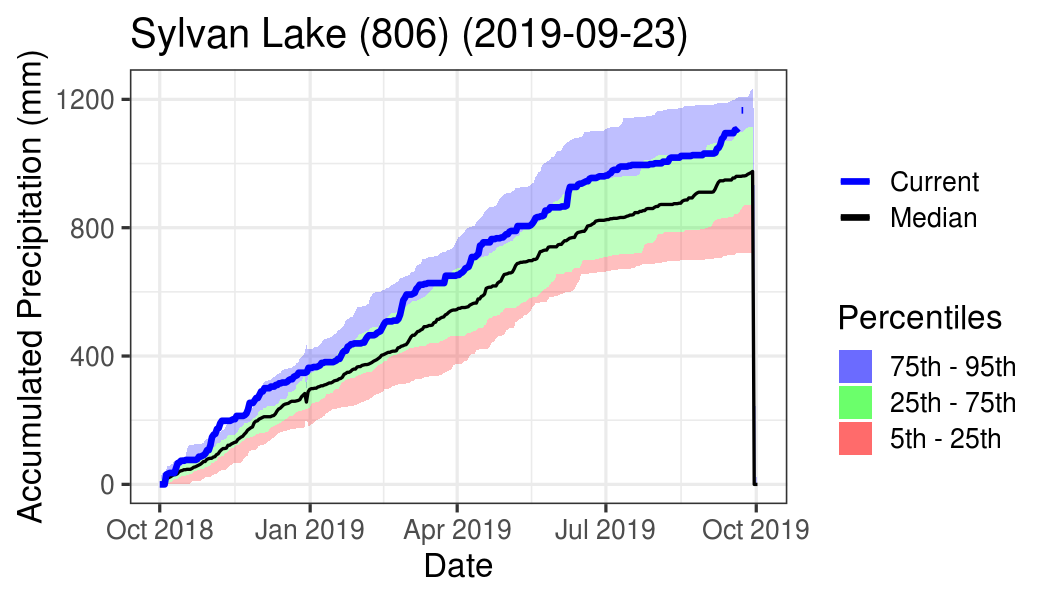 Sylvan Lake (806) (2019-09-23)
Accumulated Precipitation (mm)
1200
800
400
0
Oct 2018
Jan 2019
Apr 2019
Jul 2019
Oct 2019
Date
Current
Median
Percentiles
75th - 95th
25th - 75th
5th - 25th